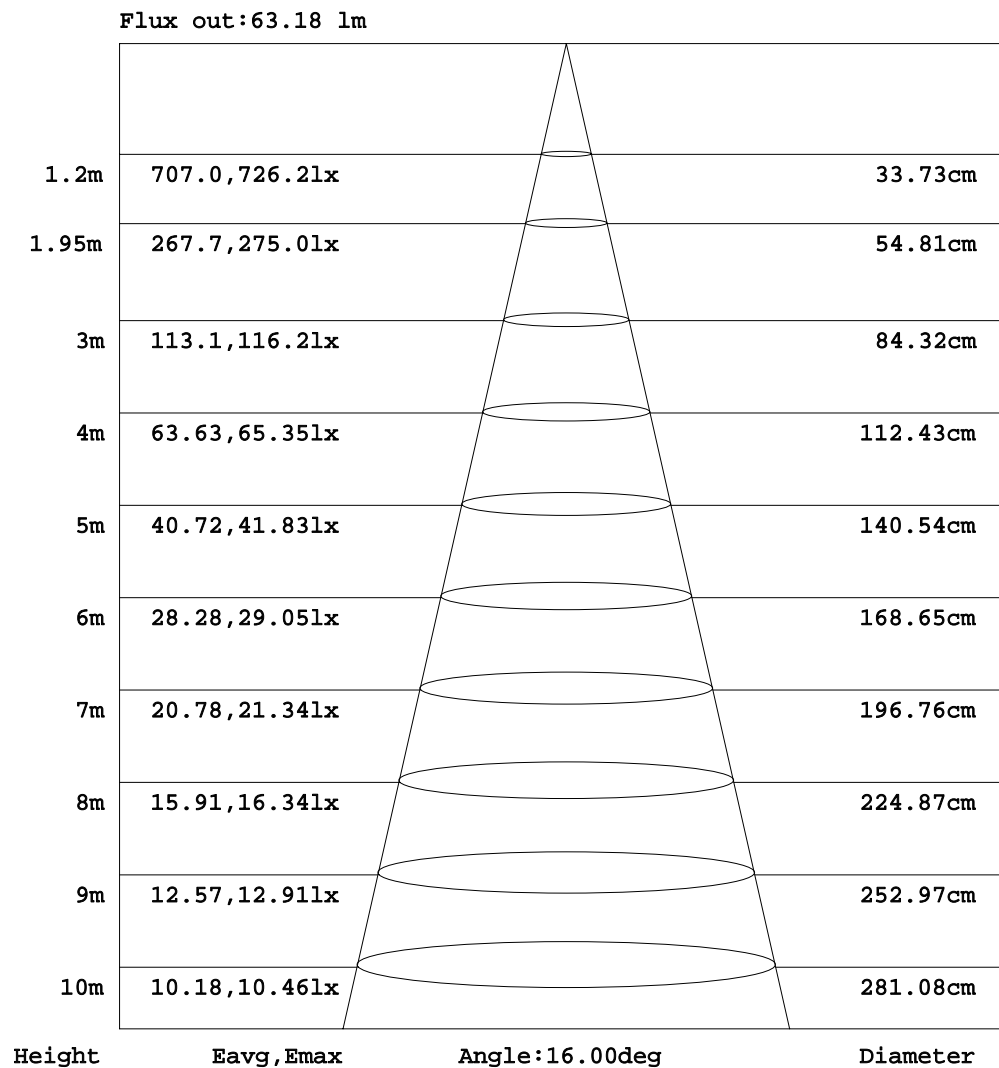 Flux out:63.18 lm
1.2m 707.0,726.2lx 33.73cm
1.95m 267.7,275.0lx 54.81cm
3m 113.1,116.2lx 84.32cm
4m 63.63,65.35lx 112.43cm
5m 40.72,41.83lx 140.54cm
6m 28.28,29.05lx 168.65cm
7m 20.78,21.34lx 196.76cm
8m 15.91,16.34lx 224.87cm
9m 12.57,12.91lx 252.97cm
10m 10.18,10.46lx 281.08cm
Height Eavg,Emax Angle:16.00deg Diameter